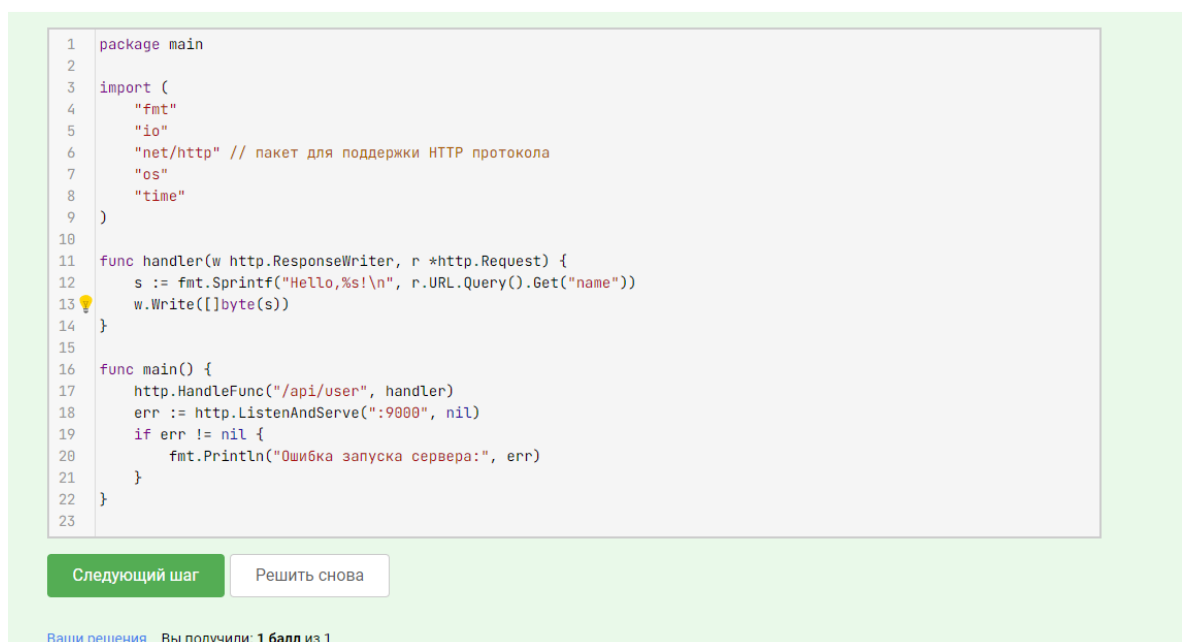 1 package main
2
3 import (
4 "fmt"
5 "io"
6 "net/http" // пакет для поддержки HTTP протокола
7 "os"
8 "time"
9 )
10
11 func handler(w http.ResponseWriter, r *http.Request) {
12 s := fmt.Sprintf("Hello,%s!\n", r.URL.Query().Get("name"))
13 w.Write([]byte(s))
14 }
15
16 func main() {
17 http.HandleFunc("/api/user", handler)
18 err := http.ListenAndServe(":9000", nil)
19 if err != nil {
20 fmt.Println("Ошибка запуска сервера:", err)
21 }
22 }
23
Следующий шаг Решить снова
Ваши решения Вы получили: 1 балл из 1